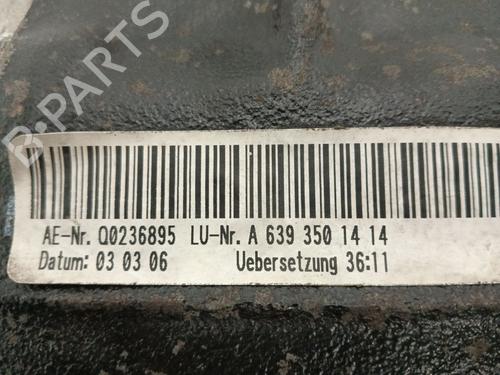 B-PARTS
AE-Nr. Q0236895 LU-Nr. A 639 350 14 14
Datum: 03 03 06 Uebersetzung 36:11